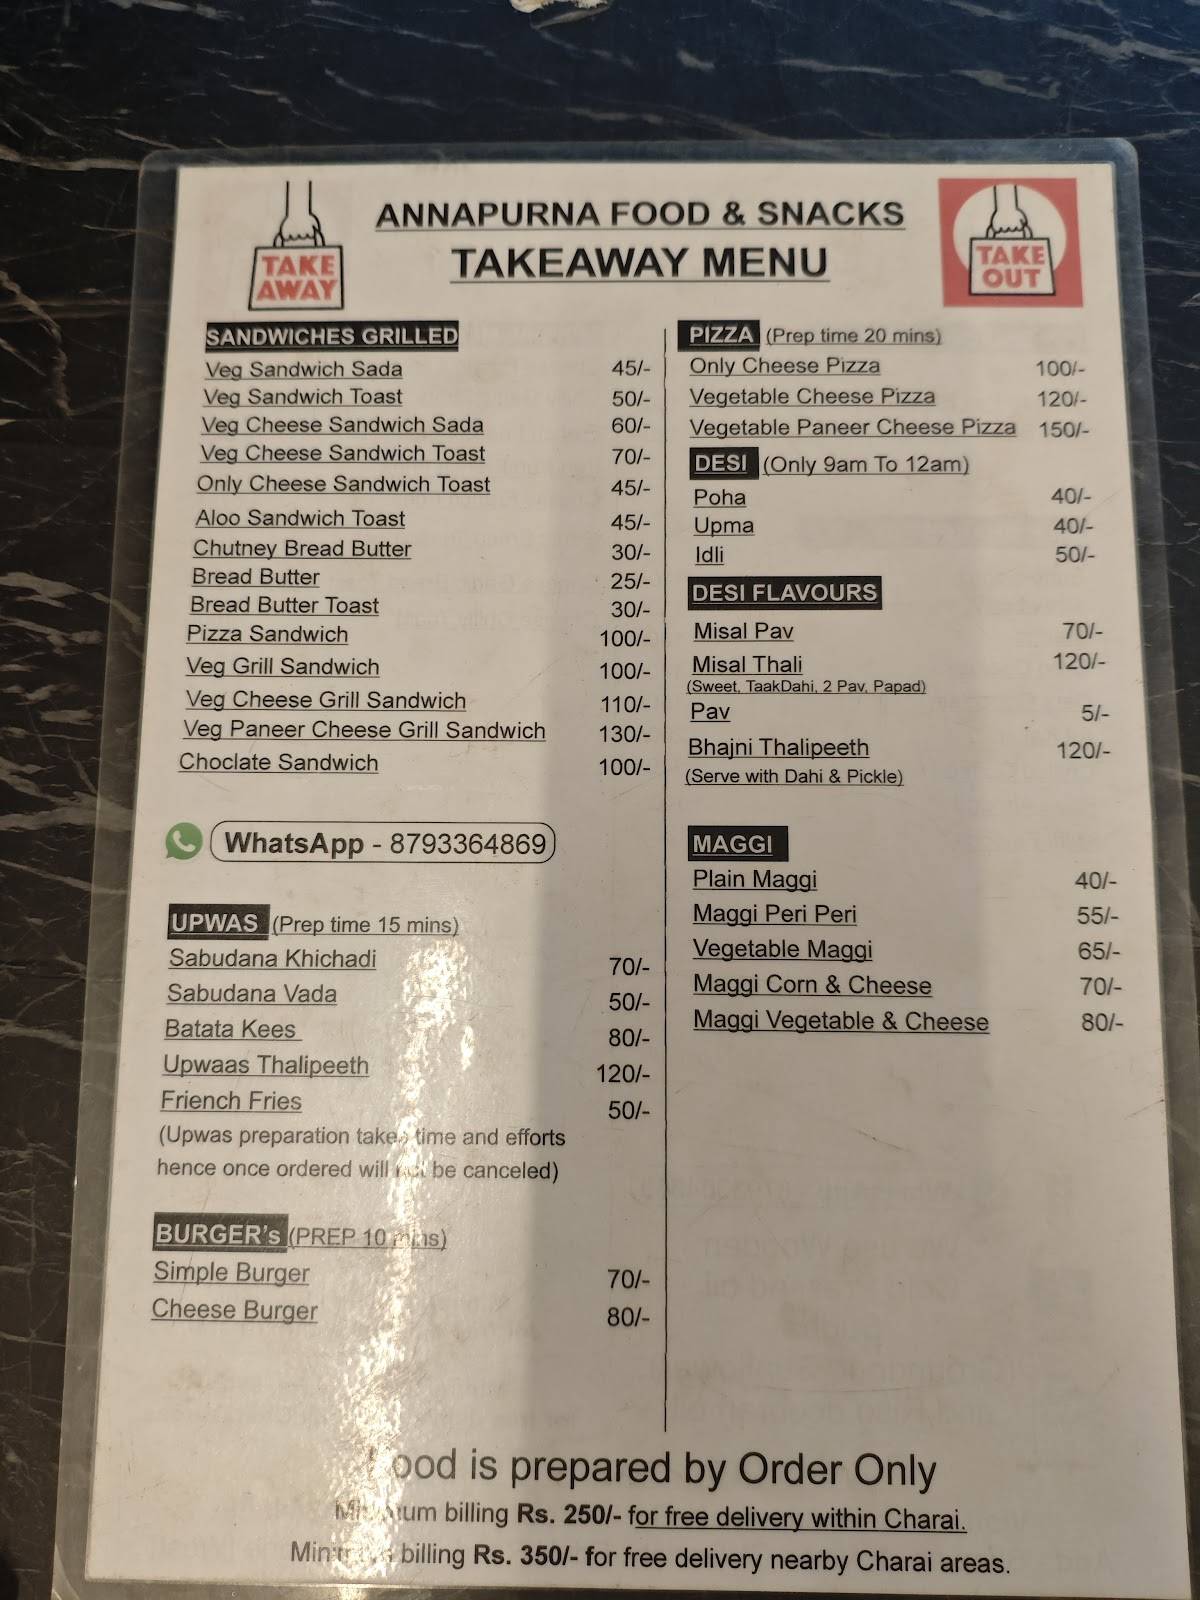 TAKE
AWAY
ANNAPURNA FOOD & SNACKS
TAKEAWAY MENU
TAKE
OUT
SANDWICHES GRILLED
Veg Sandwich Sada 45/-
Veg Sandwich Toast 50/-
Veg Cheese Sandwich Sada 60/-
Veg Cheese Sandwich Toast 70/-
Only Cheese Sandwich Toast 45/-
Aloo Sandwich Toast 45/-
Chutney Bread Butter 30/-
Bread Butter 25/-
Bread Butter Toast 30/-
Pizza Sandwich 100/-
Veg Grill Sandwich 100/-
Veg Cheese Grill Sandwich 110/-
Veg Paneer Cheese Grill Sandwich 130/-
Choclate Sandwich 100/-
WhatsApp - 8793364869
UPWAS (Prep time 15 mins)
Sabudana Khichadi 70/-
Sabudana Vada 50/-
Batata Kees 80/-
Upwaas Thalipeeth 120/-
Friench Fries 50/-
(Upwas preparation takes time and efforts
hence once ordered will not be canceled)
BURGER's (PREP 10 mins)
Simple Burger 70/-
Cheese Burger 80/-
PIZZA (Prep time 20 mins)
Only Cheese Pizza 100/-
Vegetable Cheese Pizza 120/-
Vegetable Paneer Cheese Pizza 150/-
DESI (Only 9am To 12am)
Poha 40/-
Upma 40/-
Idli 50/-
DESI FLAVOURS
Misal Pav 70/-
Misal Thali 120/-
(Sweet, TaakDahi, 2 Pav, Papad)
Pav 5/-
Bhajni Thalipeeth 120/-
(Serve with Dahi & Pickle)
MAGGI
Plain Maggi 40/-
Maggi Peri Peri 55/-
Vegetable Maggi 65/-
Maggi Corn & Cheese 70/-
Maggi Vegetable & Cheese 80/-
Food is prepared by Order Only
Minimum billing Rs. 250/- for free delivery within Charai.
Minimum billing Rs. 350/- for free delivery nearby Charai areas.